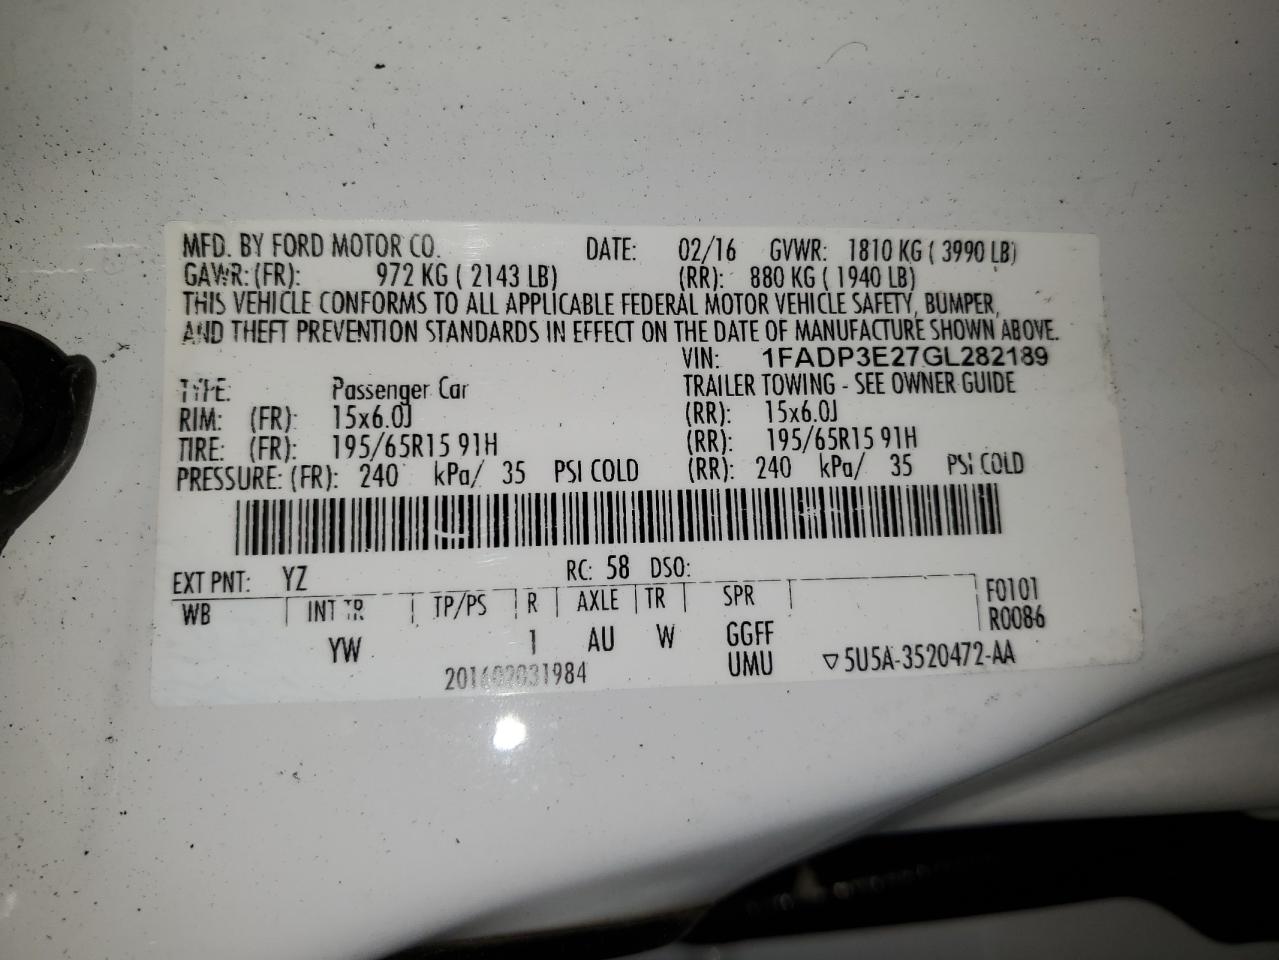 MFD. BY FORD MOTOR CO. DATE: 02/16 GVWR: 1810 KG ( 3990 LB)
GAWR: (FR): 972 KG ( 2143 LB) (RR): 880 KG ( 1940 LB)
THIS VEHICLE CONFORMS TO ALL APPLICABLE FEDERAL MOTOR VEHICLE SAFETY, BUMPER,
AND THEFT PREVENTION STANDARDS IN EFFECT ON THE DATE OF MANUFACTURE SHOWN ABOVE.
VIN: 1FADP3E27GL282189
TYPE: Passenger Car TRAILER TOWING - SEE OWNER GUIDE
RIM: (FR): 15x6.0J (RR): 15x6.0J
TIRE: (FR): 195/65R15 91H (RR): 195/65R15 91H
PRESSURE: (FR): 240 kPa/ 35 PSI COLD (RR): 240 kPa/ 35 PSI COLD
EXT PNT: YZ RC: 58 DSO:
WB INT TR TP/PS R AXLE TR SPR F0101
R0086
YW 1 AU W GGFF
UMU ▽5U5A-3520472-AA